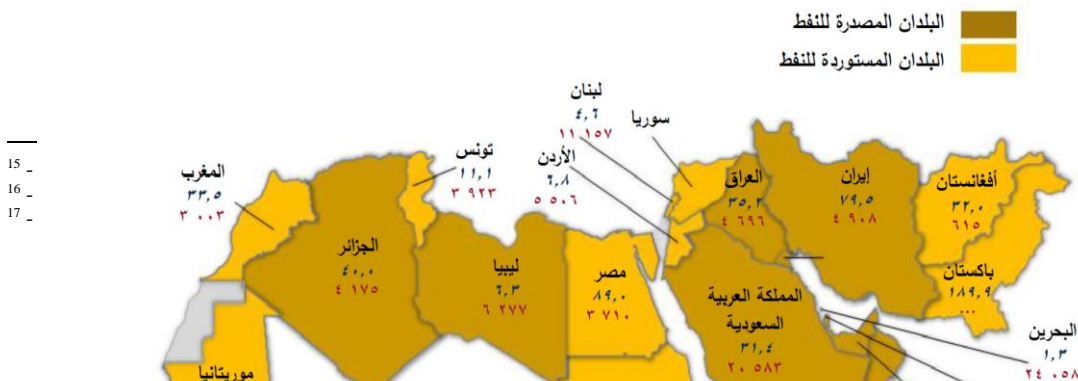 البلدان المصدرة للنفط
البلدان المستوردة للنفط
لبنان
٤,٦
١١ ١٥٧
سوريا
الأردن
٦,٨
٥ ٥٠٦
تونس
١١,١
٣ ٩٢٣
المغرب
٣٣,٥
٣ ٠٠٣
العراق
٣٥,٢
٤ ٦٩٦
إيران
٧٩,٥
٤ ٩٠٨
أفغانستان
٣٢,٠
٦١٥
الجزائر
٤٠,٠
٤ ١٧٥
ليبيا
٦,٣
٦ ٢٧٧
مصر
٨٩,٠
٣ ٧١٠
المملكة العربية
السعودية
٣١,٤
٢٠ ٥٨٣
باكستان
١٨٩,٩
...
البحرين
١,٣
٢٤ ٠٥٨
موريتانيا
15 -
16 -
17 -